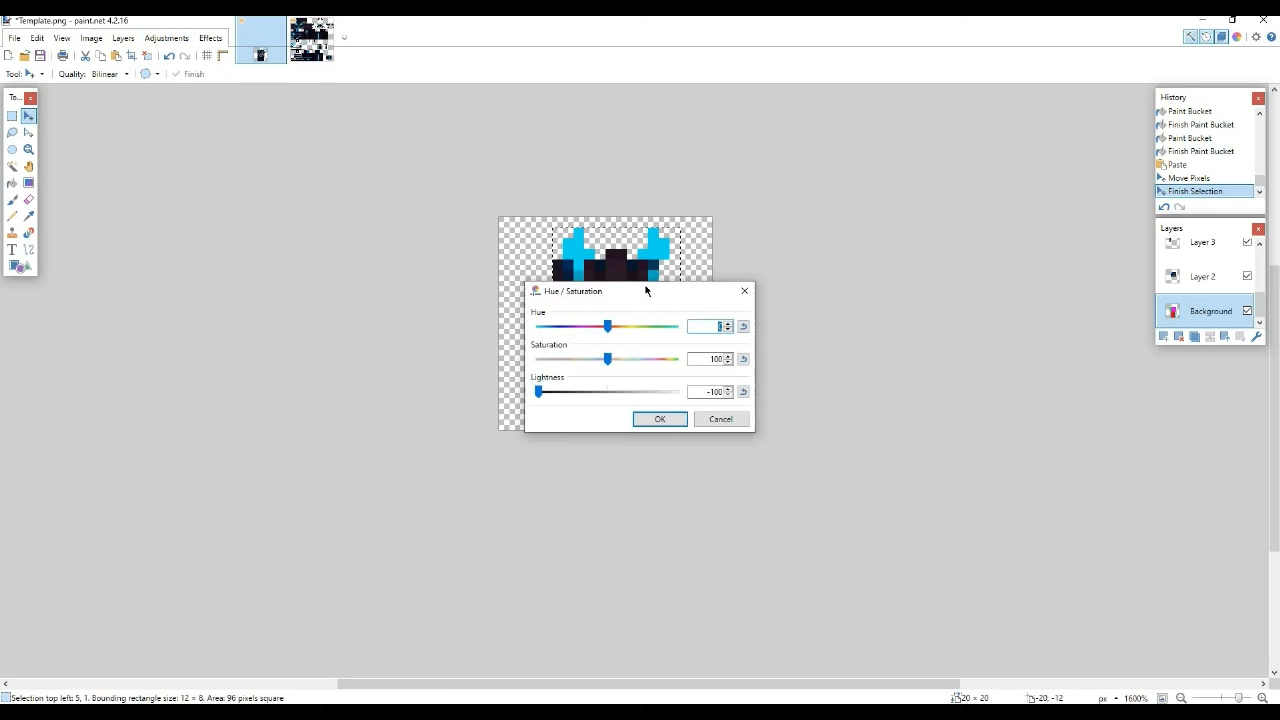 *Template.png - paint.net 4.2.16
File Edit View Image Layers Adjustments Effects
Tool: Quality: Bilinear Finish
To...
History
Paint Bucket
Finish Paint Bucket
Paint Bucket
Finish Paint Bucket
Paste
Move Pixels
Finish Selection
Layers
Layer 3
Layer 2
Background
Hue / Saturation
Hue
Saturation
100
Lightness
-100
OK Cancel
Selection top left: 5, 1. Bounding rectangle size: 12 × 8. Area: 96 pixels square
20 × 20
-20, -12
px
1600%